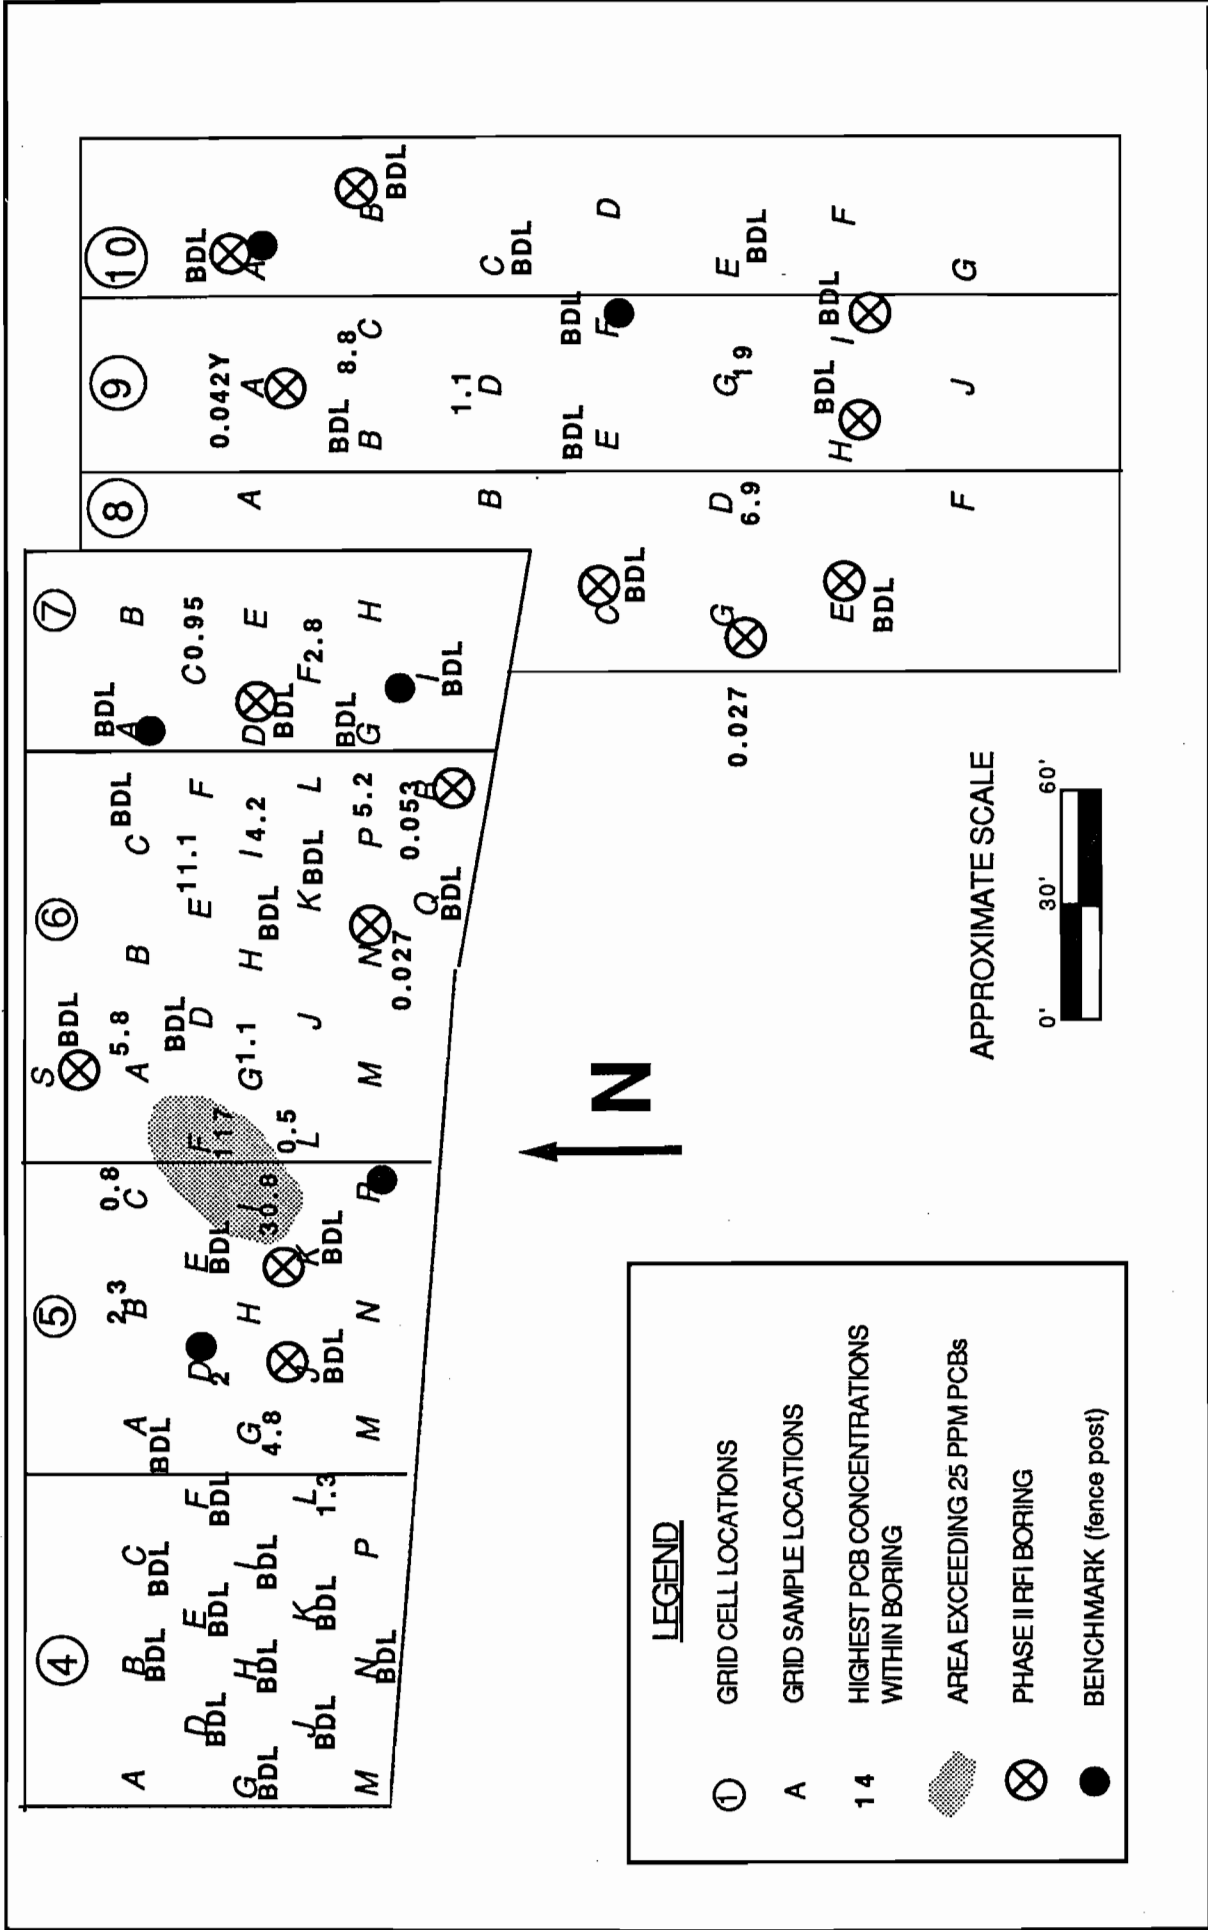 4
A
B
BDL
C
BDL
D
BDL
E
BDL
F
BDL
G
BDL
H
BDL
I
BDL
J
BDL
K
BDL
L
1.3
M
N
BDL
P
5
A
BDL
2.3
B
0.8
C
D
2
E
BDL
F
117
G
4.8
H
I
30.8
J
BDL
K
BDL
0.5
L
M
N
P
6
S
BDL
A 5.8
B
C BDL
BDL
D
E 11.1
F
G 1.1
H BDL
I 4.2
J
K BDL
L
M
N
0.027
P 5.2
Q
BDL
0.053
R
7
BDL
A
B
C 0.95
D
BDL
E
F 2.8
BDL
G
H
I
BDL
8
A
B
C
BDL
D
6.9
G
0.027
E
BDL
F
9
0.042Y
A
BDL
B
8.8
C
1.1
D
BDL
E
BDL
F
G
19
BDL
H
BDL
I
J
10
BDL
A
B
BDL
C
BDL
D
E
BDL
F
G
N
APPROXIMATE SCALE
0' 30' 60'
LEGEND
1 GRID CELL LOCATIONS
A GRID SAMPLE LOCATIONS
14 HIGHEST PCB CONCENTRATIONS
WITHIN BORING
AREA EXCEEDING 25 PPM PCBs
PHASE II RFI BORING
BENCHMARK (fence post)